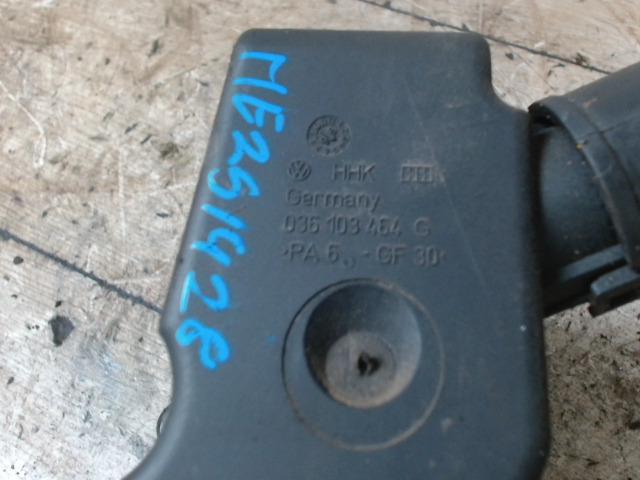 ME251428
HHK
Germany
036 103 464 G
>PA 6 - GF 30<